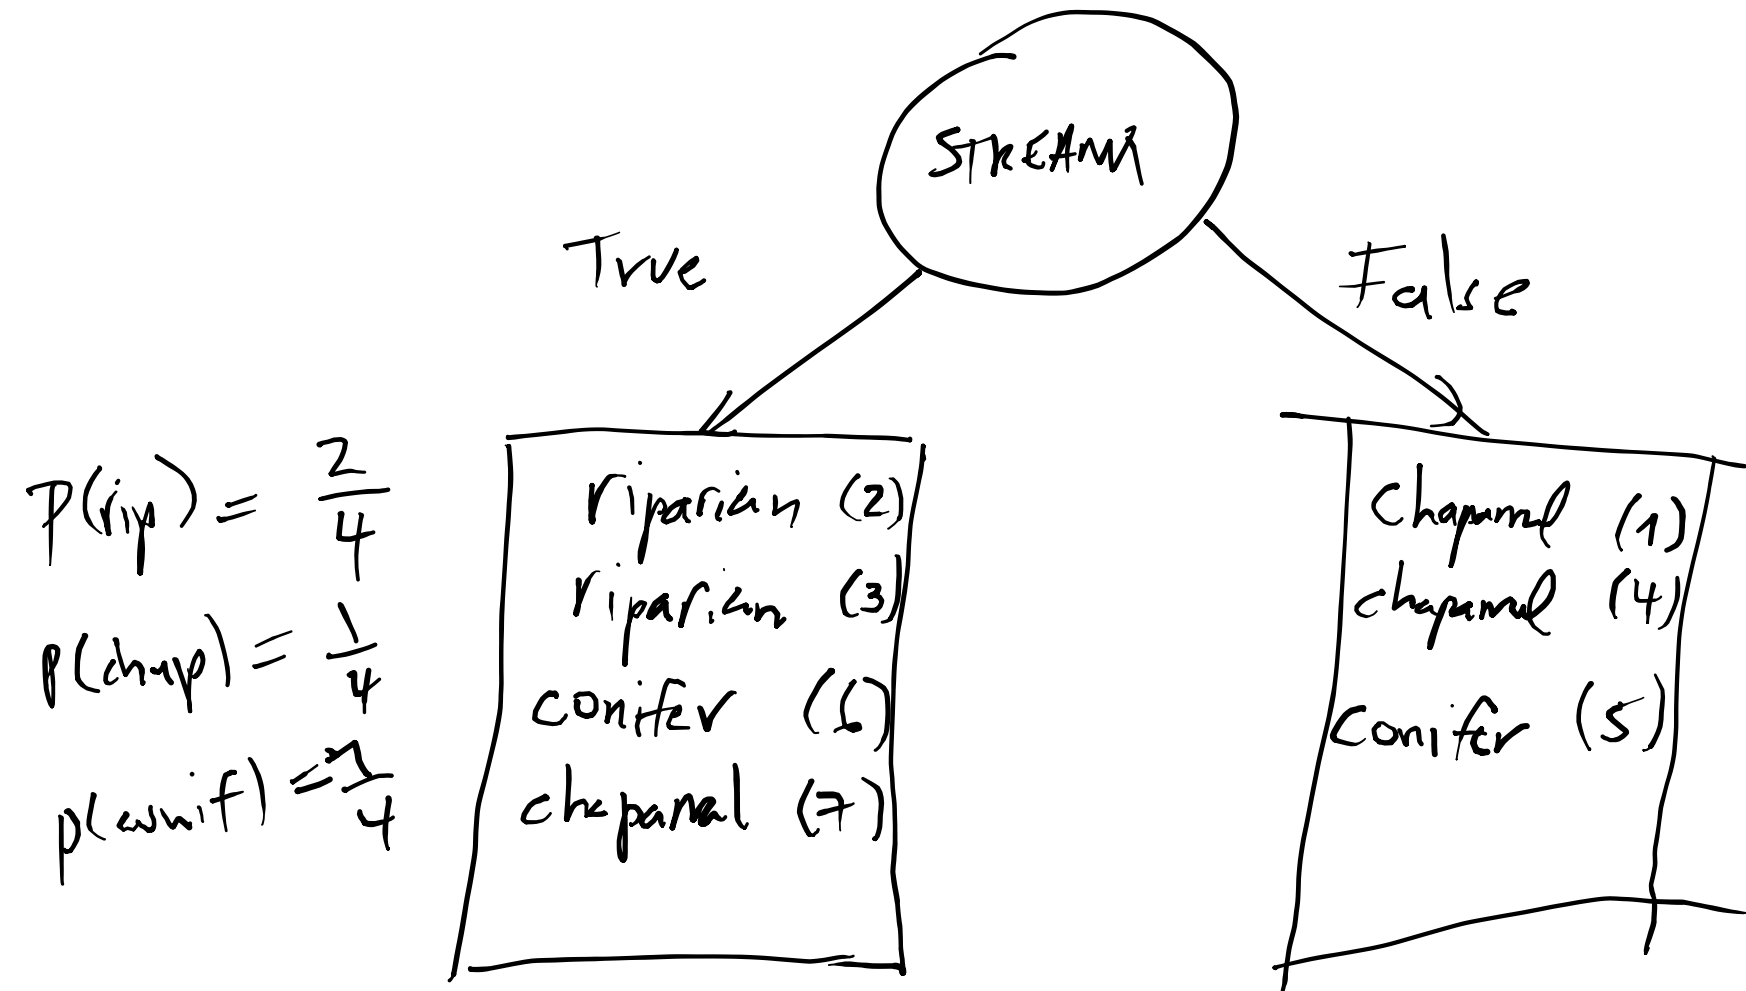 STREAM
True
False
P(rip) = 2/4
p(chap) = 1/4
p(conif) = 1/4
riparian (2)
riparian (3)
conifer (6)
chaparral (7)
chaparral (1)
chaparral (4)
conifer (5)